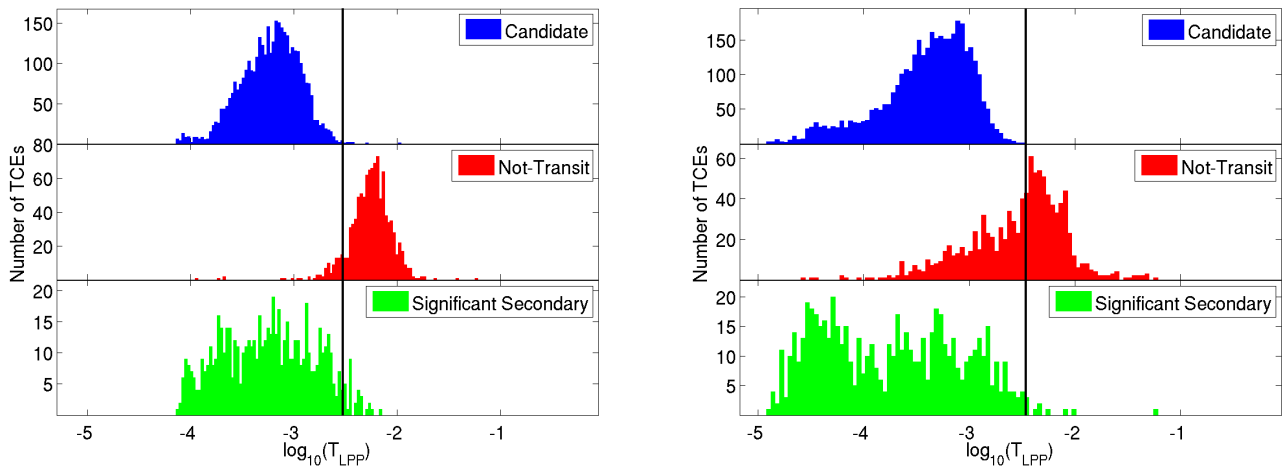 150
100
50
Candidate
80
60
40
20
Not-Transit
Number of TCEs
20
15
10
5
Significant Secondary
-5 -4 -3 -2 -1
log10(TLPP)
150
100
50
Candidate
60
40
20
Not-Transit
Number of TCEs
20
15
10
5
Significant Secondary
-5 -4 -3 -2 -1
log10(TLPP)